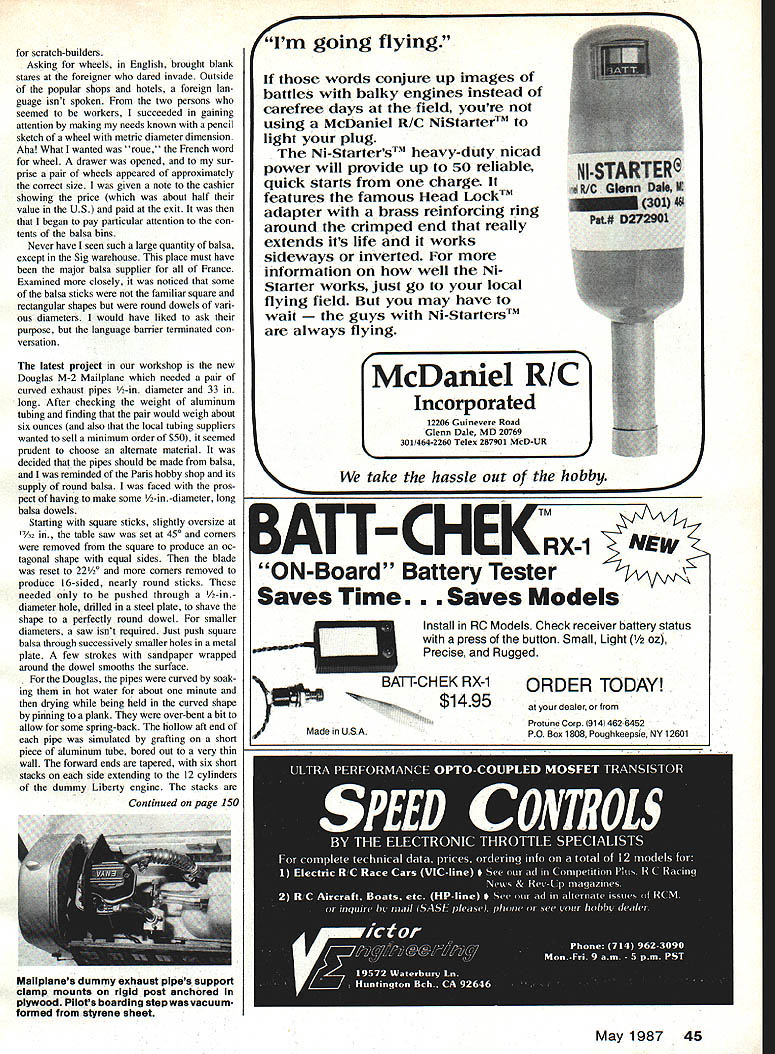 for scratch-builders.
Asking for wheels, in English, brought blank
stares at the foreigner who dared invade. Outside
of the popular shops and hotels, a foreign lan-
guage isn't spoken. From the two persons who
seemed to be workers, I succeeded in gaining
attention by making my needs known with a pencil
sketch of a wheel with metric diameter dimension.
Aha! What I wanted was "roue," the French word
for wheel. A drawer was opened, and to my sur-
prise a pair of wheels appeared of approximately
the correct size. I was given a note to the cashier
showing the price (which was about half their
value in the U.S.) and paid at the exit. It was then
that I began to pay particular attention to the con-
tents of the balsa bins.
Never have I seen such a large quantity of balsa,
except in the Sig warehouse. This place must have
been the major balsa supplier for all of France.
Examined more closely, it was noticed that some
of the balsa sticks were not the familiar square and
rectangular shapes but were round dowels of vari-
ous diameters. I would have liked to ask their
purpose, but the language barrier terminated con-
versation.
The latest project in our workshop is the new
Douglas M-2 Mailplane which needed a pair of
curved exhaust pipes ½-in. diameter and 33 in.
long. After checking the weight of aluminum
tubing and finding that the pair would weigh about
six ounces (and also that the local tubing suppliers
wanted to sell a minimum order of $50), it seemed
prudent to choose an alternate material. It was
decided that the pipes should be made from balsa,
and I was reminded of the Paris hobby shop and its
supply of round balsa. I was faced with the pros-
pect of having to make some ½-in.-diameter, long
balsa dowels.
Starting with square sticks, slightly oversize at
17/32 in., the table saw was set at 45° and corners
were removed from the square to produce an oc-
tagonal shape with equal sides. Then the blade
was reset to 22½° and more corners removed to
produce 16-sided, nearly round sticks. These
needed only to be pushed through a ½-in.-
diameter hole, drilled in a steel plate, to shave the
shape to a perfectly round dowel. For smaller
diameters, a saw isn't required. Just push square
balsa through successively smaller holes in a metal
plate. A few strokes with sandpaper wrapped
around the dowel smooths the surface.
For the Douglas, the pipes were curved by soak-
ing them in hot water for about one minute and
then drying while being held in the curved shape
by pinning to a plank. They were over-bent a bit to
allow for some spring-back. The hollow aft end of
each pipe was simulated by grafting on a short
piece of aluminum tube, bored out to a very thin
wall. The forward ends are tapered, with six short
stacks on each side extending to the 12 cylinders
of the dummy Liberty engine. The stacks are
Continued on page 150
ENYA
Mailplane's dummy exhaust pipe's support
clamp mounts on rigid post anchored in
plywood. Pilot's boarding step was vacuum-
formed from styrene sheet.
"I'm going flying."
If those words conjure up images of
battles with balky engines instead of
carefree days at the field, you're not
using a McDaniel R/C NiStarter™ to
light your plug.
The Ni-Starter's™ heavy-duty nicad
power will provide up to 50 reliable,
quick starts from one charge. It
features the famous Head Lock™
adapter with a brass reinforcing ring
around the crimped end that really
extends it's life and it works
sideways or inverted. For more
information on how well the Ni-
Starter works, just go to your local
flying field. But you may have to
wait — the guys with Ni-Starters™
are always flying.
BATT.
NI-STARTER®
R/C Glenn Dale,
(301) 464
Pat.# D272901
McDaniel R/C
Incorporated
12206 Guinevere Road
Glenn Dale, MD 20769
301/464-2260 Telex 287901 McD-UR
We take the hassle out of the hobby.
BATT-CHEK™ RX-1
NEW
"ON-Board" Battery Tester
Saves Time. . .Saves Models
Install in RC Models. Check receiver battery status
with a press of the button. Small, Light (½ oz),
Precise, and Rugged.
BATT-CHEK RX-1
$14.95
ORDER TODAY!
at your dealer, or from
Protune Corp. (914) 462-6452
P.O. Box 1808, Poughkeepsie, NY 12601
Made in U.S.A.
ULTRA PERFORMANCE OPTO-COUPLED MOSFET TRANSISTOR
SPEED CONTROLS
BY THE ELECTRONIC THROTTLE SPECIALISTS
For complete technical data, prices, ordering info on a total of 12 models for:
1) Electric R/C Race Cars (VIC-line) ♦ See our ad in Competition Plus, R C Racing
News & Rev-Up magazines.
2) R/C Aircraft, Boats, etc. (HP-line) ♦ See our ad in alternate issues of RCM.
or inquire by mail (SASE please), phone or see your hobby dealer.
Victor
Engineering
19572 Waterbury Ln.
Huntington Bch., CA 92646
Phone: (714) 962-3090
Mon.-Fri. 9 a.m. - 5 p.m. PST
May 1987 45